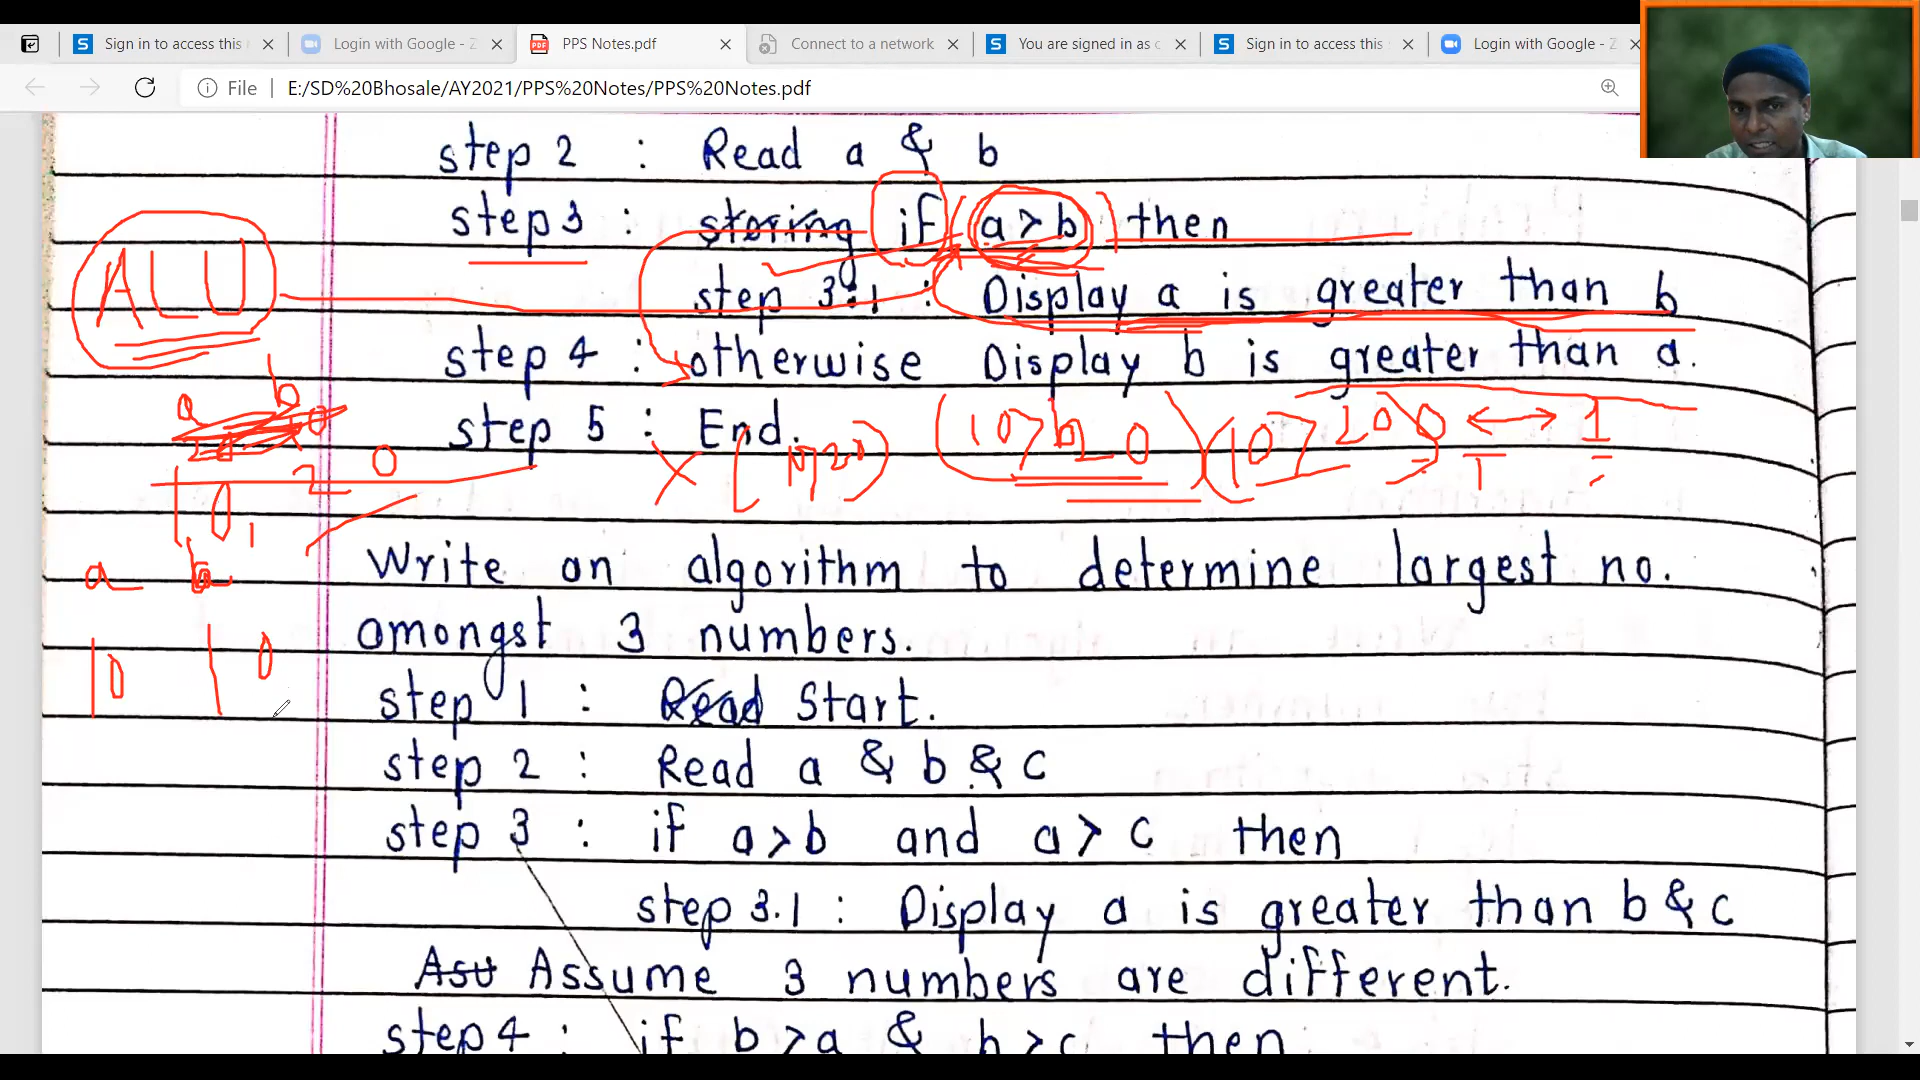 Sign in to access this
Login with Google - Z
PPS Notes.pdf
Connect to a network
You are signed in as c
Sign in to access this
Login with Google - Z
File
E:/SD%20Bhosale/AY2021/PPS%20Notes/PPS%20Notes.pdf
step 2 : Read a & b
step 3 : storing if (a > b) then
ALU
step 3.1 : Display a is greater than b
step 4 : otherwise Display b is greater than a.
a b
step 5 : End.
10, 20
Write an algorithm to determine largest no.
a
amongst 3 numbers.
10 10
step 1 : Read Start.
step 2 : Read a & b & c
step 3 : if a > b and a > c then
step 3.1 : Display a is greater than b & c
Asu Assume 3 numbers are different.
step 4 : if b > a & b > c then